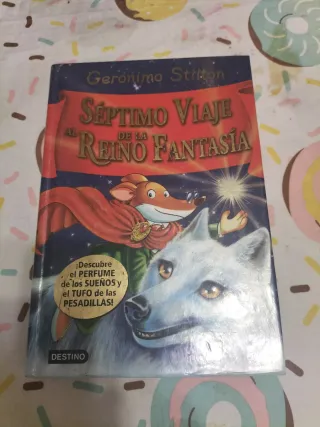 Geronimo Stilton
SÉPTIMO VIAJE
AL REINO DE LA FANTASÍA
¡Descubre
el PERFUME
de los SUEÑOS y
el TUFO de las
PESADILLAS!
DESTINO